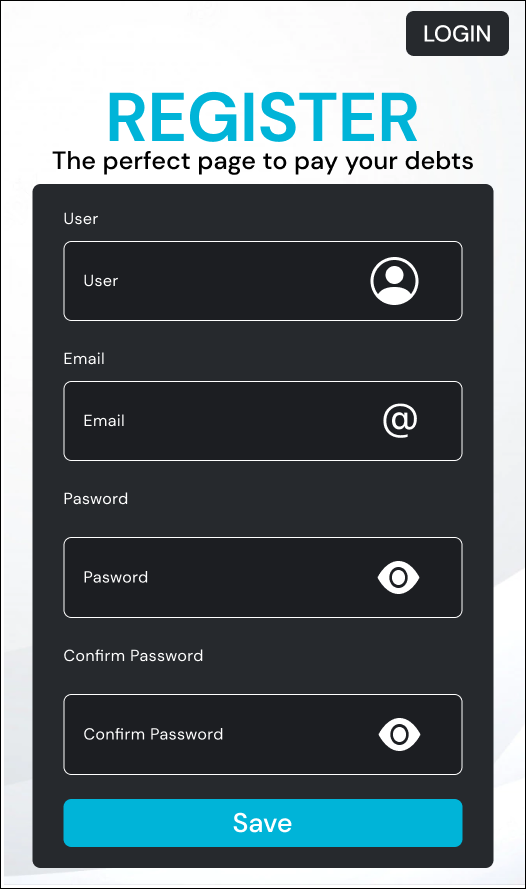 LOGIN
REGISTER
The perfect page to pay your debts
User
User
Email
Email
@
Pasword
Pasword
Confirm Password
Confirm Password
Save